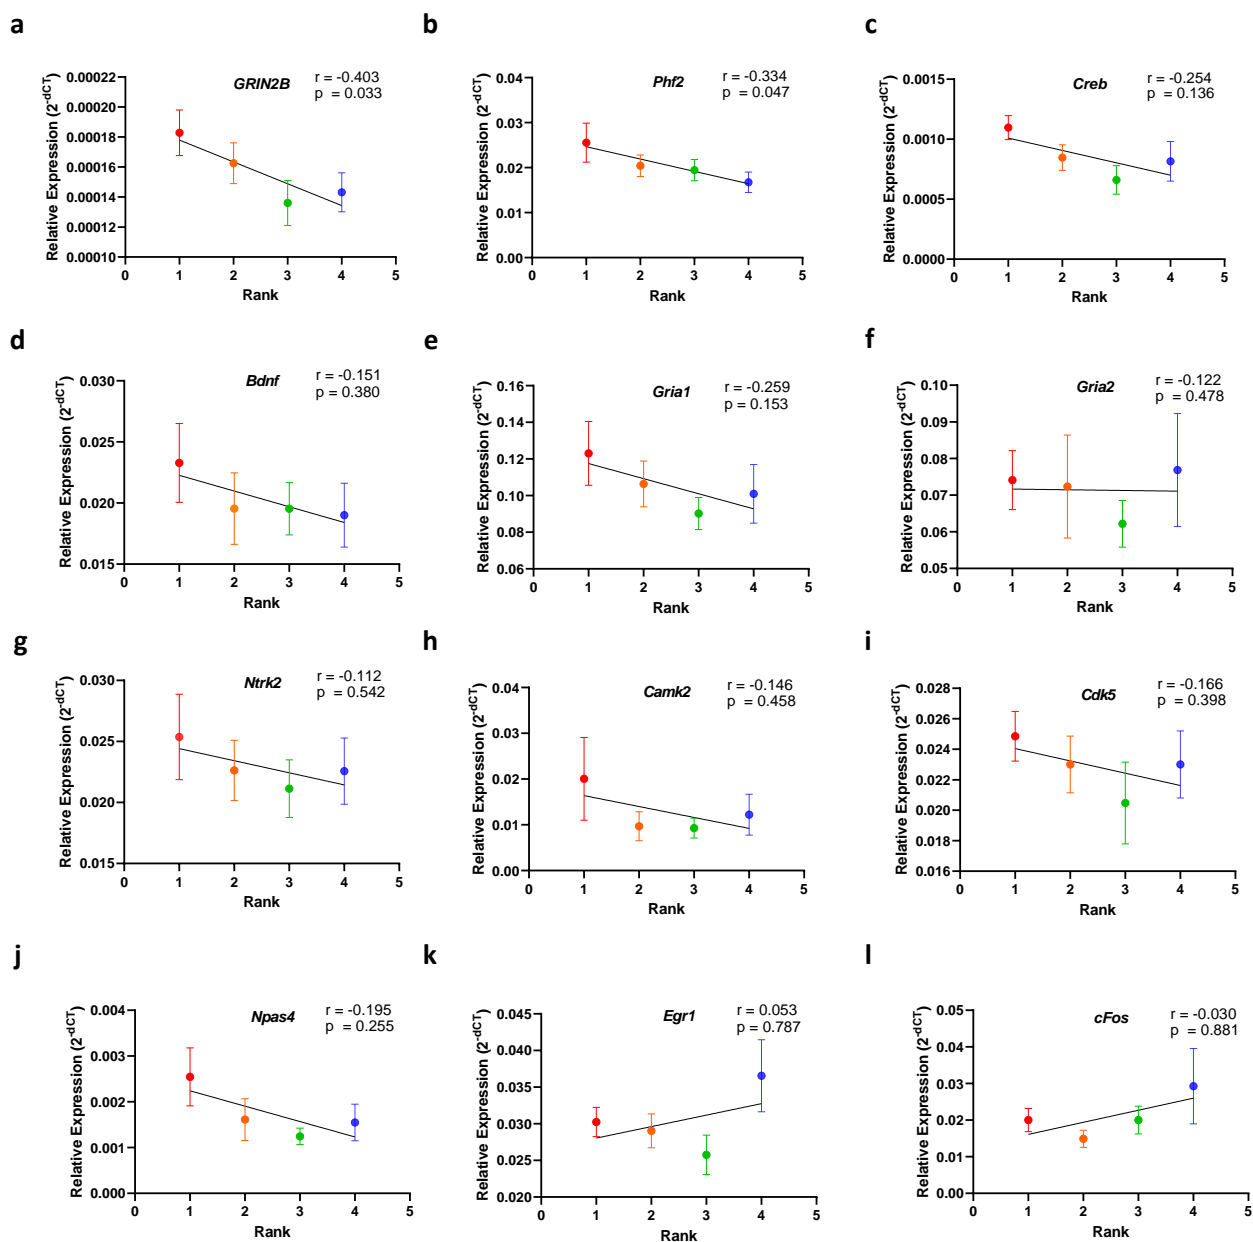 a
GRIN2B
r = -0.403
p = 0.033
Relative Expression (2-dCT)
0.00022
0.00020
0.00018
0.00016
0.00014
0.00012
0.00010
0 1 2 3 4 5
Rank
b
Phf2
r = -0.334
p = 0.047
Relative Expression (2-dCT)
0.04
0.03
0.02
0.01
0.00
0 1 2 3 4 5
Rank
c
Creb
r = -0.254
p = 0.136
Relative Expression (2-dCT)
0.0015
0.0010
0.0005
0.0000
0 1 2 3 4 5
Rank
d
Bdnf
r = -0.151
p = 0.380
Relative Expression (2-dCT)
0.030
0.025
0.020
0.015
0 1 2 3 4 5
Rank
e
Gria1
r = -0.259
p = 0.153
Relative Expression (2-dCT)
0.16
0.14
0.12
0.10
0.08
0.06
0 1 2 3 4 5
Rank
f
Gria2
r = -0.122
p = 0.478
Relative Expression (2-dCT)
0.10
0.09
0.08
0.07
0.06
0.05
0 1 2 3 4 5
Rank
g
Ntrk2
r = -0.112
p = 0.542
Relative Expression (2-dCT)
0.030
0.025
0.020
0.015
0 1 2 3 4 5
Rank
h
Camk2
r = -0.146
p = 0.458
Relative Expression (2-dCT)
0.04
0.03
0.02
0.01
0.00
0 1 2 3 4 5
Rank
i
Cdk5
r = -0.166
p = 0.398
Relative Expression (2-dCT)
0.028
0.026
0.024
0.022
0.020
0.018
0.016
0 1 2 3 4 5
Rank
j
Npas4
r = -0.195
p = 0.255
Relative Expression (2-dCT)
0.004
0.003
0.002
0.001
0.000
0 1 2 3 4 5
Rank
k
Egr1
r = 0.053
p = 0.787
Relative Expression (2-dCT)
0.045
0.040
0.035
0.030
0.025
0.020
0 1 2 3 4 5
Rank
l
cFos
r = -0.030
p = 0.881
Relative Expression (2-dCT)
0.05
0.04
0.03
0.02
0.01
0.00
0 1 2 3 4 5
Rank